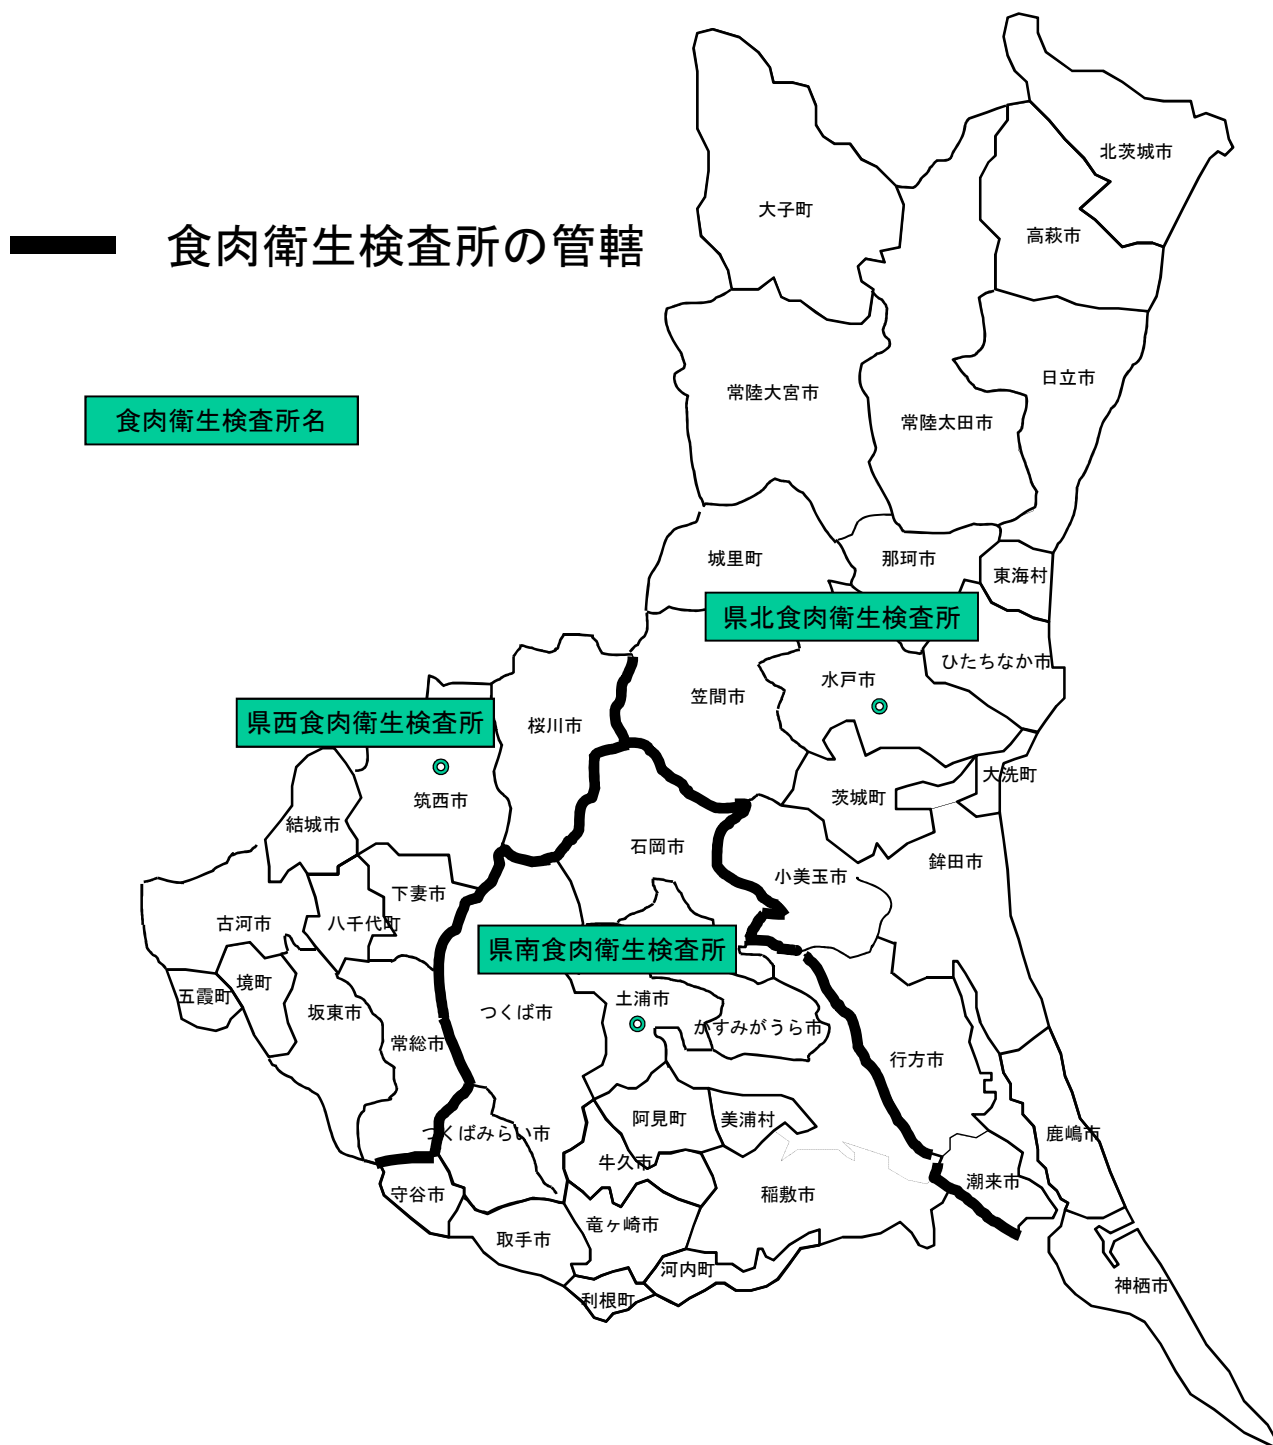 北茨城市
大子町
高萩市
食肉衛生検査所の管轄
日立市
常陸大宮市
食肉衛生検査所名
常陸太田市
城里町
那珂市
東海村
県北食肉衛生検査所
ひたちなか市
水戸市
笠間市
県西食肉衛生検査所
桜川市
大洗町
茨城町
筑西市
結城市
石岡市
鉾田市
小美玉市
下妻市
古河市
八千代町
県南食肉衛生検査所
境町
五霞町
土浦市
坂東市
つくば市
かすみがうら市
常総市
行方市
阿見町
美浦村
つくばみらい市
鹿嶋市
牛久市
潮来市
守谷市
稲敷市
竜ヶ崎市
取手市
河内町
神栖市
利根町